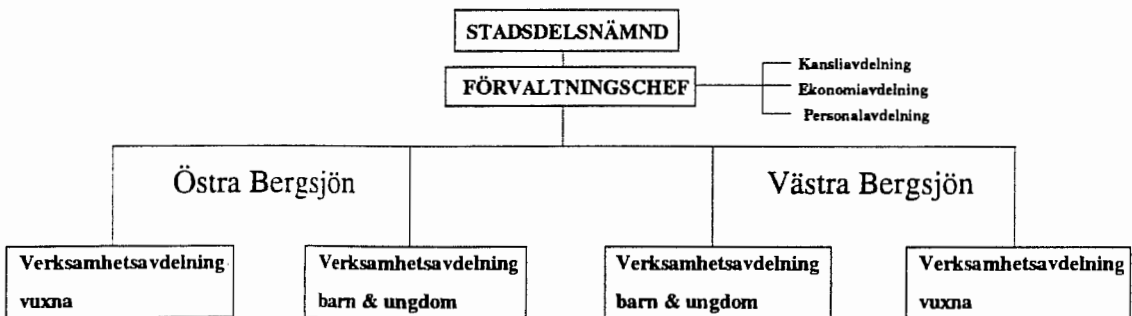 STADSDELSNÄMND
FÖRVALTNINGSCHEF
Kansliavdelning
Ekonomiavdelning
Personalavdelning
Östra Bergsjön
Västra Bergsjön
Verksamhetsavdelning
vuxna
Verksamhetsavdelning
barn & ungdom
Verksamhetsavdelning
barn & ungdom
Verksamhetsavdelning
vuxna